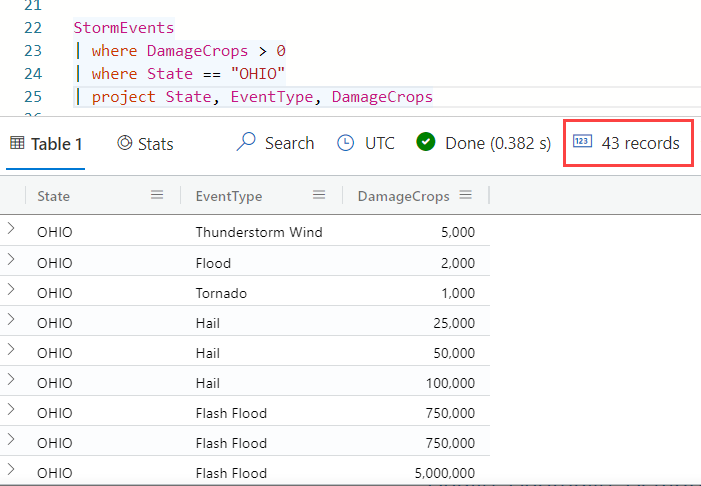 21
22 StormEvents
23 | where DamageCrops > 0
24 | where State == "OHIO"
25 | project State, EventType, DamageCrops
Table 1 Stats Search UTC Done (0.382 s) 123 43 records
State EventType DamageCrops
OHIO Thunderstorm Wind 5,000
OHIO Flood 2,000
OHIO Tornado 1,000
OHIO Hail 25,000
OHIO Hail 50,000
OHIO Hail 100,000
OHIO Flash Flood 750,000
OHIO Flash Flood 750,000
OHIO Flash Flood 5,000,000